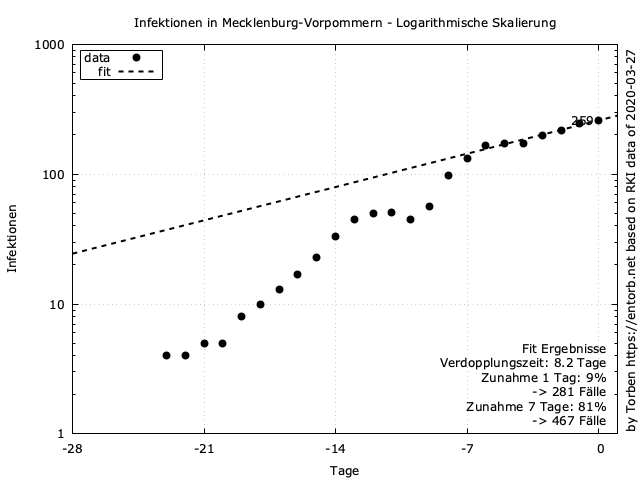 Infektionen in Mecklenburg-Vorpommern - Logarithmische Skalierung
1000
100
10
1
Infektionen
data
fit
259
Fit Ergebnisse
Verdopplungszeit: 8.2 Tage
Zunahme 1 Tag: 9%
-> 281 Fälle
Zunahme 7 Tage: 81%
-> 467 Fälle
-28 -21 -14 -7 0
Tage
by Torben https://entorb.net based on RKI data of 2020-03-27